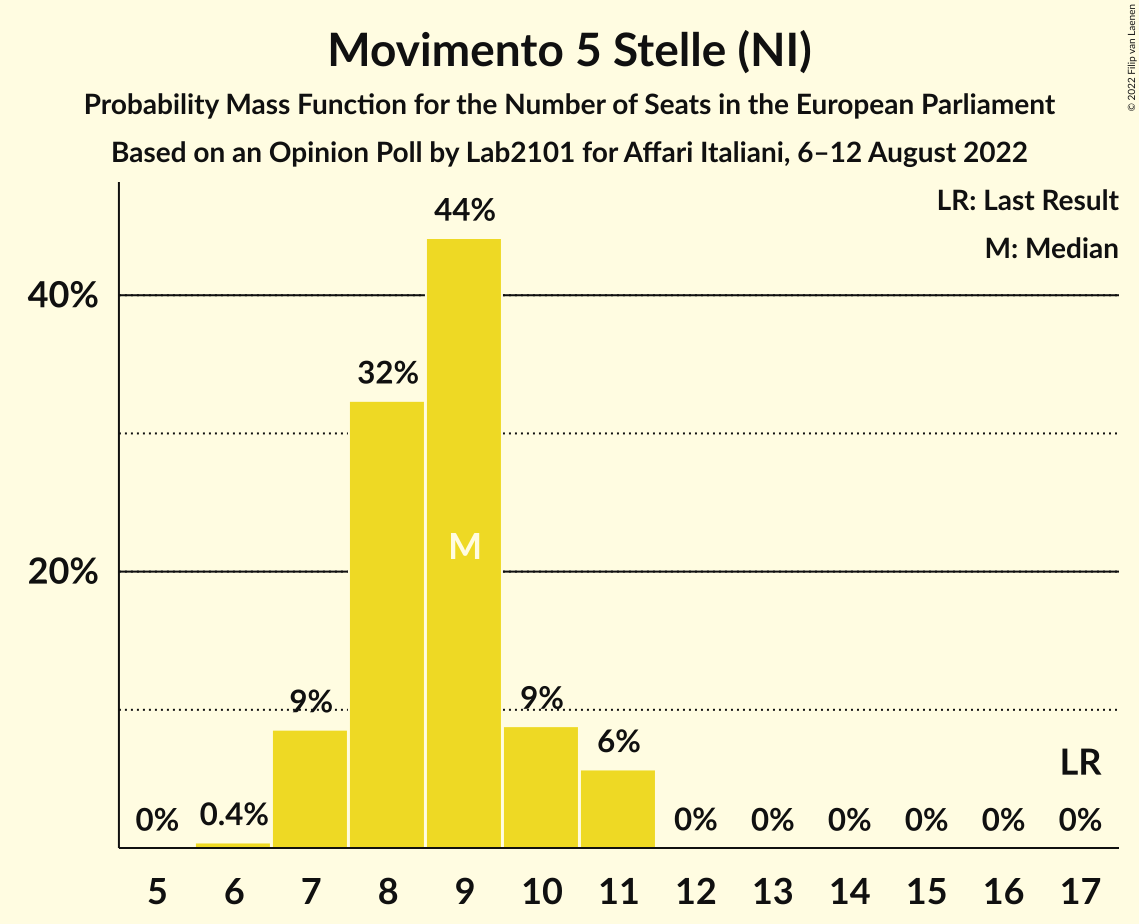 Movimento 5 Stelle (NI)
Probability Mass Function for the Number of Seats in the European Parliament
Based on an Opinion Poll by Lab2101 for Affari Italiani, 6–12 August 2022
© 2022 Filip van Laenen
LR: Last Result
M: Median
40%
20%
0%
0.4%
9%
32%
44%
M
9%
6%
0%
0%
0%
0%
0%
LR
0%
5 6 7 8 9 10 11 12 13 14 15 16 17